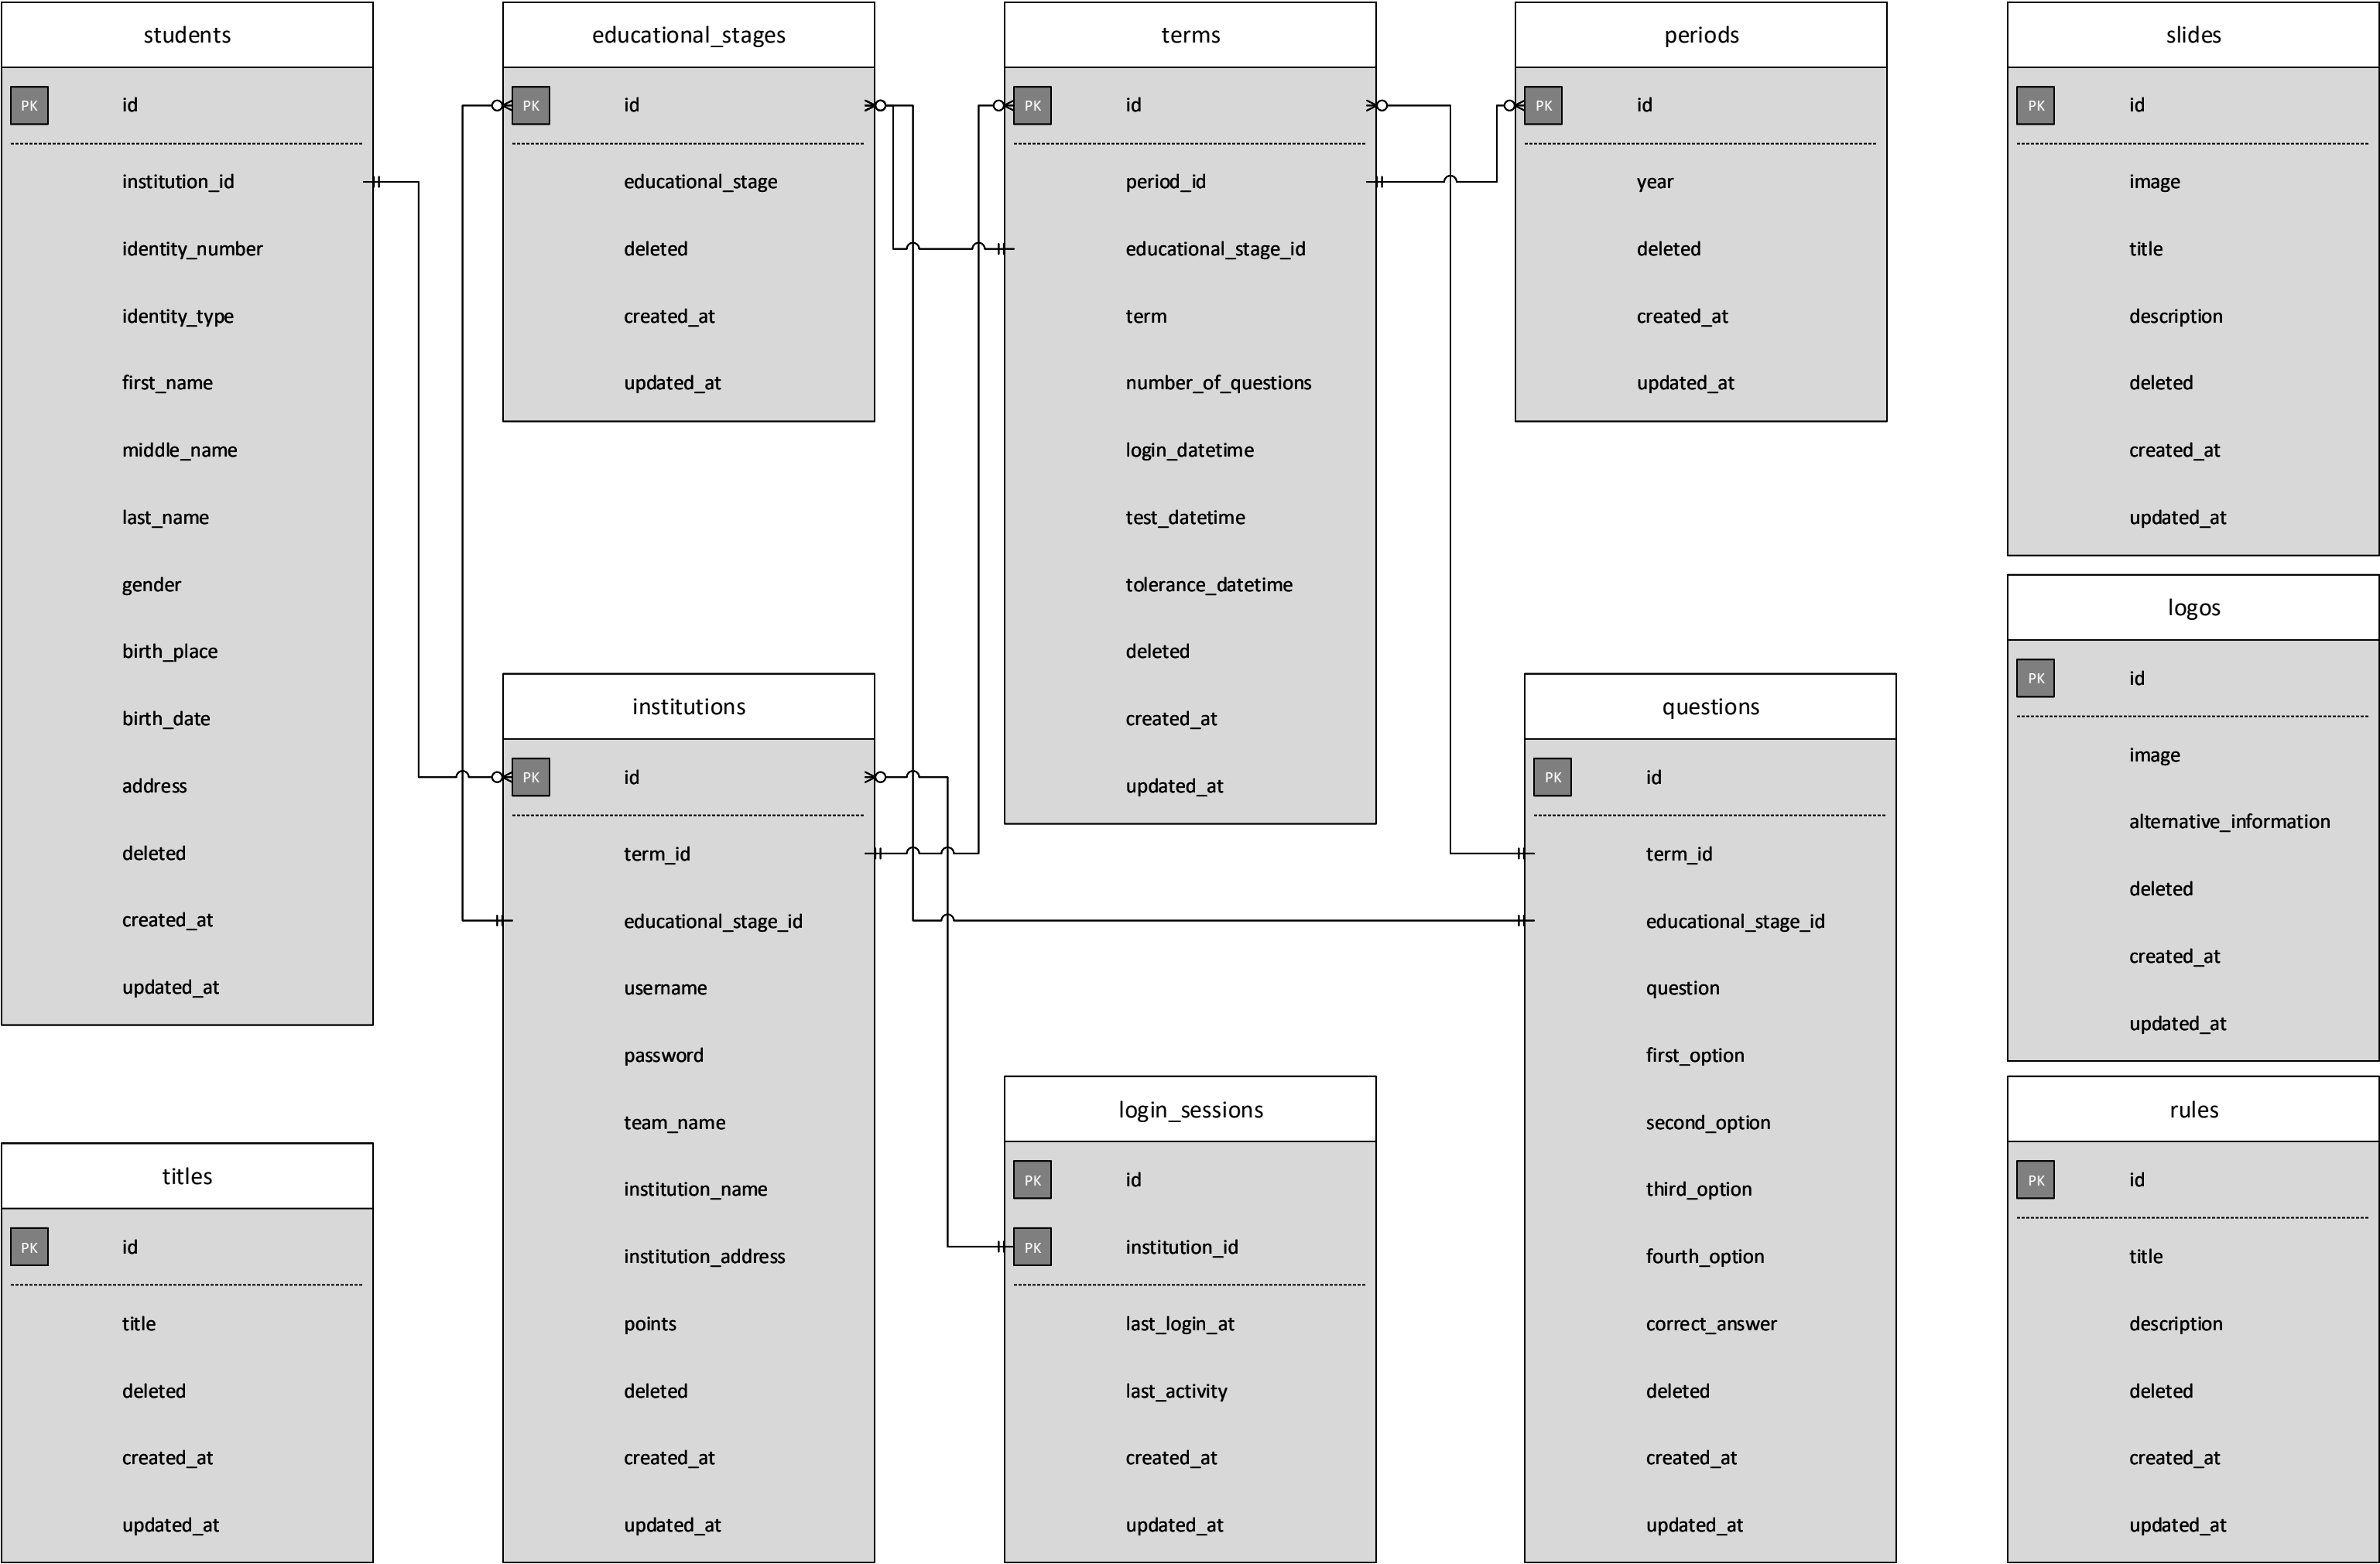 students
PK id
institution_id
identity_number
identity_type
first_name
middle_name
last_name
gender
birth_place
birth_date
address
deleted
created_at
updated_at
educational_stages
PK id
educational_stage
deleted
created_at
updated_at
terms
PK id
period_id
educational_stage_id
term
number_of_questions
login_datetime
test_datetime
tolerance_datetime
deleted
created_at
updated_at
periods
PK id
year
deleted
created_at
updated_at
slides
PK id
image
title
description
deleted
created_at
updated_at
logos
PK id
image
alternative_information
deleted
created_at
updated_at
institutions
PK id
term_id
educational_stage_id
username
password
team_name
institution_name
institution_address
points
deleted
created_at
updated_at
questions
PK id
term_id
educational_stage_id
question
first_option
second_option
third_option
fourth_option
correct_answer
deleted
created_at
updated_at
login_sessions
PK id
PK institution_id
last_login_at
last_activity
created_at
updated_at
rules
PK id
title
description
deleted
created_at
updated_at
titles
PK id
title
deleted
created_at
updated_at